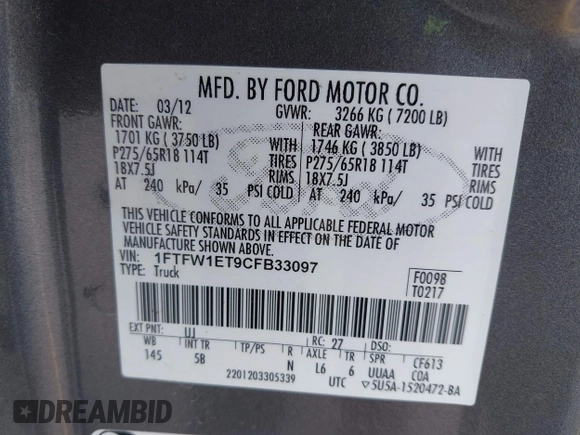 MFD. BY FORD MOTOR CO.
DATE: 03/12 GVWR: 3266 KG ( 7200 LB)
FRONT GAWR: REAR GAWR:
1701 KG ( 3750 LB) WITH 1746 KG ( 3850 LB) WITH
P275/65R18 114T TIRES P275/65R18 114T TIRES
18X7.5J RIMS 18X7.5J RIMS
AT 240 kPa/ 35 PSI COLD AT 240 kPa/ 35 PSI COLD
THIS VEHICLE CONFORMS TO ALL APPLICABLE FEDERAL MOTOR
VEHICLE SAFETY STANDARDS IN EFFECT ON THE DATE OF
MANUFACTURE SHOWN ABOVE.
VIN: 1FTFW1ET9CFB33097 F0098
TYPE: Truck T0217
EXT PNT: UJ RC: 27 DSO:
WB INT TR TP/PS R AXLE TR SPR CF613
145 5B N L6 6 UUAA COA
2201203305339 UTC ▽5U5A-1520472-BA
DREAMBID